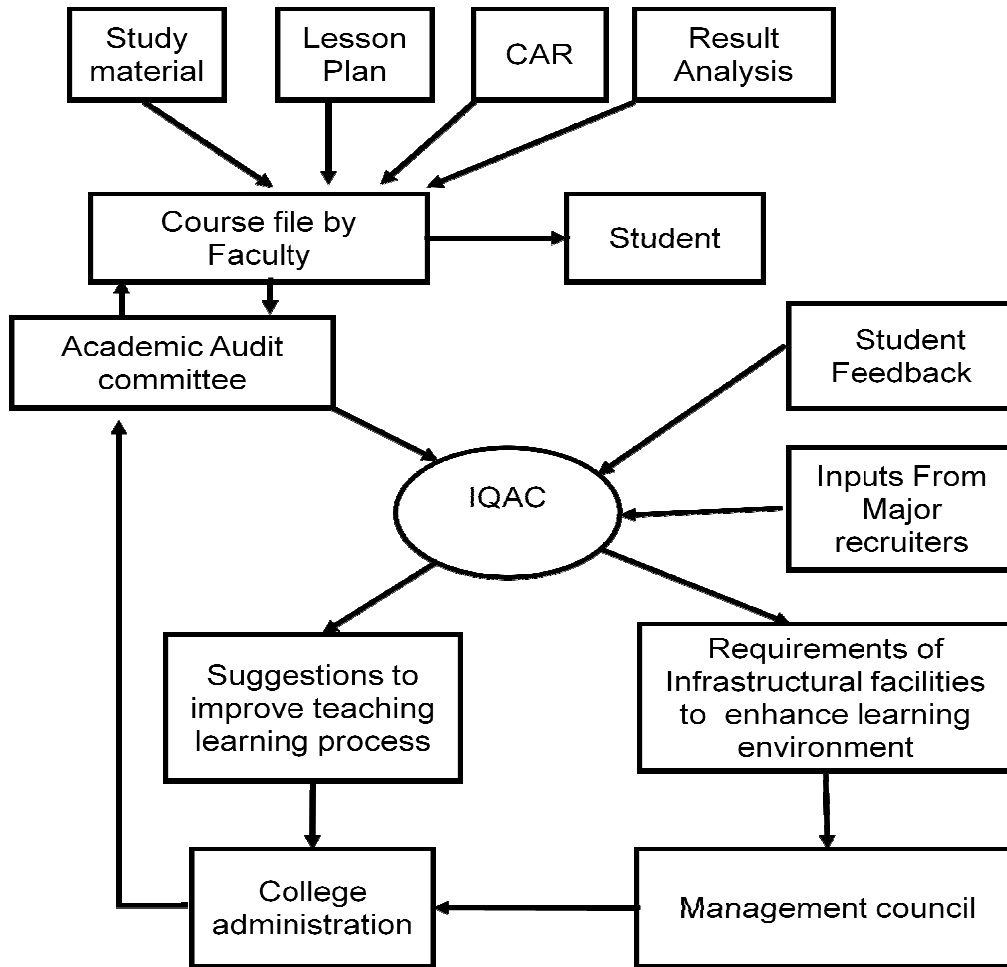 Study
material
Lesson
Plan
CAR
Result
Analysis
Course file by
Faculty
Student
Academic Audit
committee
Student
Feedback
IQAC
Inputs From
Major
recruiters
Suggestions to
improve teaching
learning process
Requirements of
Infrastructural facilities
to enhance learning
environment
College
administration
Management council